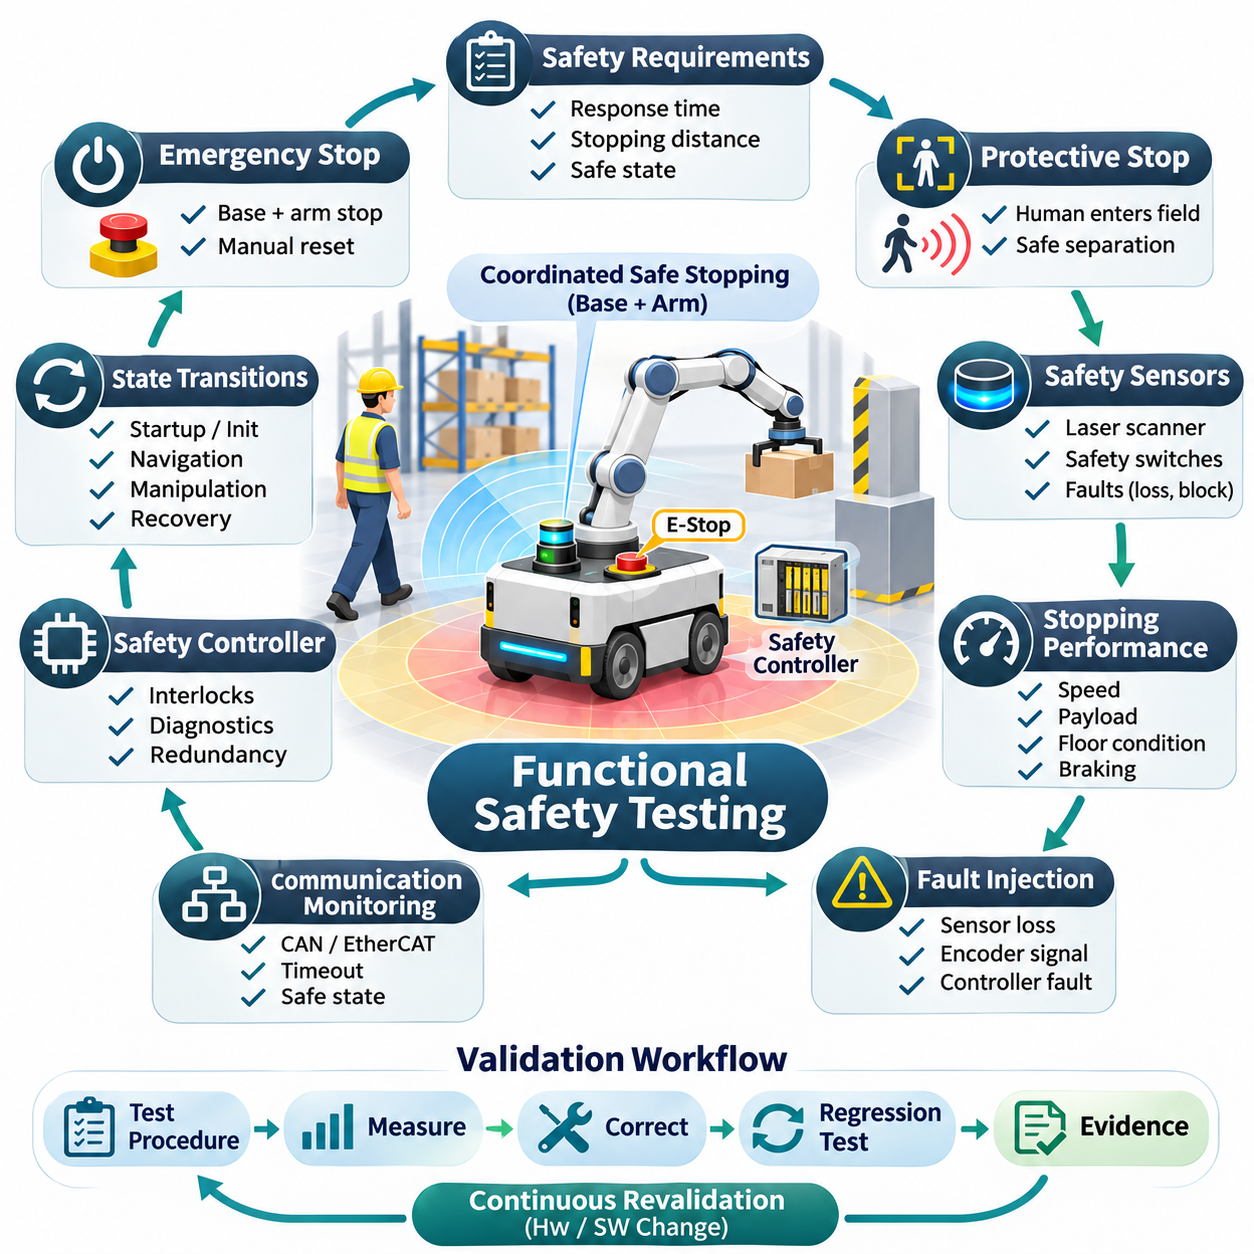 Safety Requirements
Response time
Stopping distance
Safe state
Emergency Stop
Base + arm stop
Manual reset
Protective Stop
Human enters field
Safe separation
Coordinated Safe Stopping
(Base + Arm)
State Transitions
Startup / Init
Navigation
Manipulation
Recovery
Safety Sensors
Laser scanner
Safety switches
Faults (loss, block)
E-Stop
Safety
Controller
Safety Controller
Interlocks
Diagnostics
Redundancy
Stopping
Performance
Speed
Payload
Floor condition
Braking
Functional
Safety Testing
Communication
Monitoring
CAN / EtherCAT
Timeout
Safe state
Fault Injection
Sensor loss
Encoder signal
Controller fault
Validation Workflow
Test
Procedure
Measure
Correct
Regression
Test
Evidence
Continuous Revalidation
(Hw / SW Change)